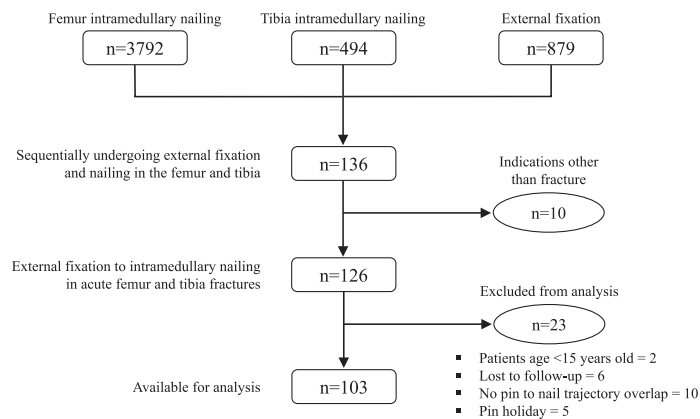 Femur intramedullary nailing
Tibia intramedullary nailing
External fixation
n=3792
n=494
n=879
Sequentially undergoing external fixation
and nailing in the femur and tibia
n=136
Indications other
than fracture
n=10
External fixation to intramedullary nailing
in acute femur and tibia fractures
n=126
Excluded from analysis
n=23
▪ Patients age <15 years old = 2
▪ Lost to follow-up = 6
▪ No pin to nail trajectory overlap = 10
▪ Pin holiday = 5
Available for analysis
n=103